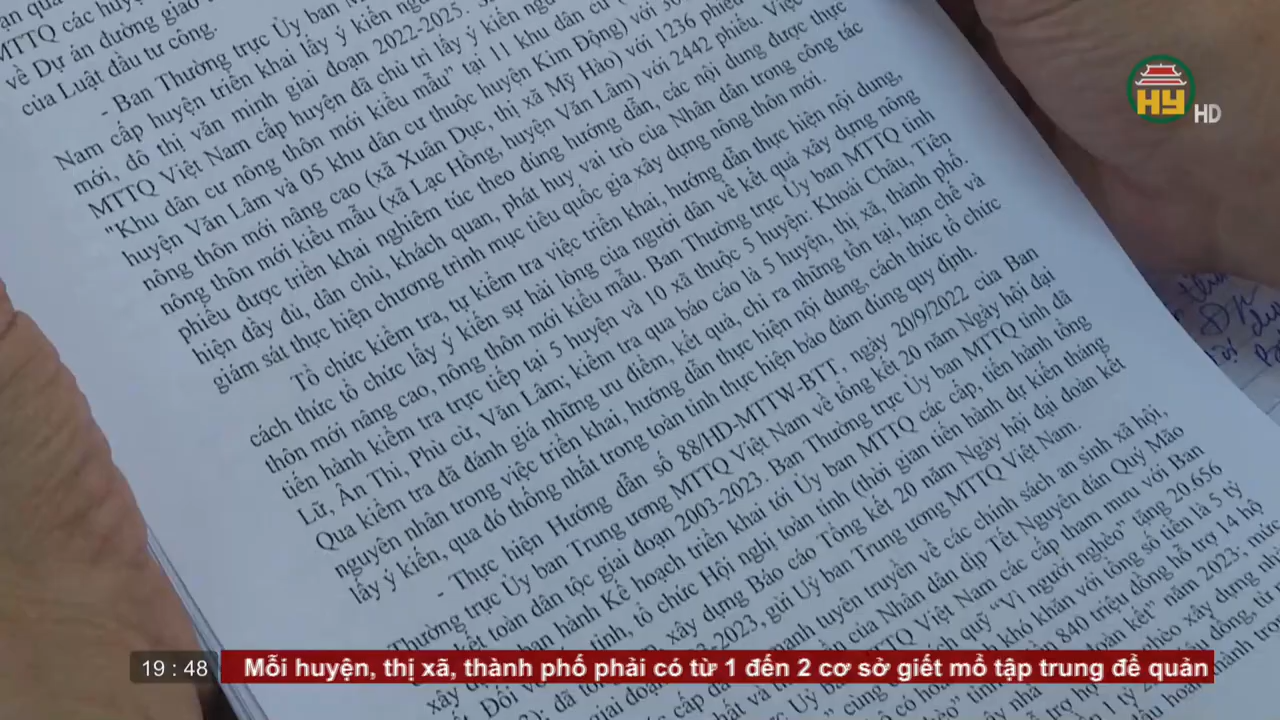 MTTQ các huyện
về Dự án đường giao
của Luật đầu tư công.
- Ban Thường trực Ủy ban
Nam cấp huyện triển khai lấy ý kiến
mới, đô thị văn minh giai đoạn 2022-2025.
MTTQ Việt Nam cấp huyện đã chủ trì lấy ý kiến
"Khu dân cư nông thôn mới kiểu mẫu” tại 11 khu dân cư
huyện Văn Lâm và 05 khu dân cư thuộc huyện Kim Động) với
nông thôn mới nâng cao (xã Xuân Dục, thị xã Mỹ Hào) với 1236 phiếu
nông thôn mới kiểu mẫu (xã Lạc Hồng, huyện Văn Lâm) với 2442 phiếu. Việc
phiếu được triển khai nghiêm túc theo đúng hướng dẫn, các nội dung được thực
hiện đầy đủ, dân chủ, khách quan, phát huy vai trò của Nhân dân trong công tác
giám sát thực hiện chương trình mục tiêu quốc gia xây dựng nông thôn mới.
Tổ chức kiểm tra, tự kiểm tra việc triển khai, hướng dẫn thực hiện nội dung,
cách thức tổ chức lấy ý kiến sự hài lòng của người dân về kết quả xây dựng nông
thôn mới nâng cao, nông thôn mới kiểu mẫu. Ban Thường trực Ủy ban MTTQ tỉnh
tiến hành kiểm tra trực tiếp tại 5 huyện và 10 xã thuộc 5 huyện: Khoái Châu, Tiên
Lữ, Ân Thi, Phù cừ, Văn Lâm; kiểm tra qua báo cáo là 5 huyện, thị xã, thành phố.
Qua kiểm tra đã đánh giá những ưu điểm, kết quả, chỉ ra những tồn tại, hạn chế và
nguyên nhân trong việc triển khai, hướng dẫn thực hiện nội dung, cách thức tổ chức
lấy ý kiến, qua đó thống nhất trong toàn tỉnh thực hiện bảo đảm đúng quy định.
- Thực hiện Hướng dẫn số 88/HD-MTTW-BTT, ngày 20/9/2022 của Ban
Thường trực Ủy ban Trung ương MTTQ Việt Nam về tổng kết 20 năm Ngày hội đại
kết toàn dân tộc giai đoạn 2003-2023. Ban Thường trực Ủy ban MTTQ tỉnh đã
ban hành Kế hoạch triển khai tới Ủy ban MTTQ các cấp, tiến hành tổng
tỉnh, tổ chức Hội nghị toàn tỉnh (thời gian tiến hành dự kiến tháng
xây dựng Báo cáo Tổng kết 20 năm Ngày hội đại đoàn kết
2023, gửi Uỷ ban Trung ương MTTQ Việt Nam.
tuyên truyền về các chính sách an sinh xã hội,
của Nhân dân dịp Tết Nguyên đán Quý Mão
MTTQ Việt Nam các cấp tham mưu với Ban
quỹ “Vì người nghèo” tặng 20.656
khó khăn với tổng số tiền là 5 tỷ
840 triệu đồng hỗ trợ 14 hộ
đoàn kết” năm 2023,
HY HD
19 : 48 Mỗi huyện, thị xã, thành phố phải có từ 1 đến 2 cơ sở giết mổ tập trung để quản